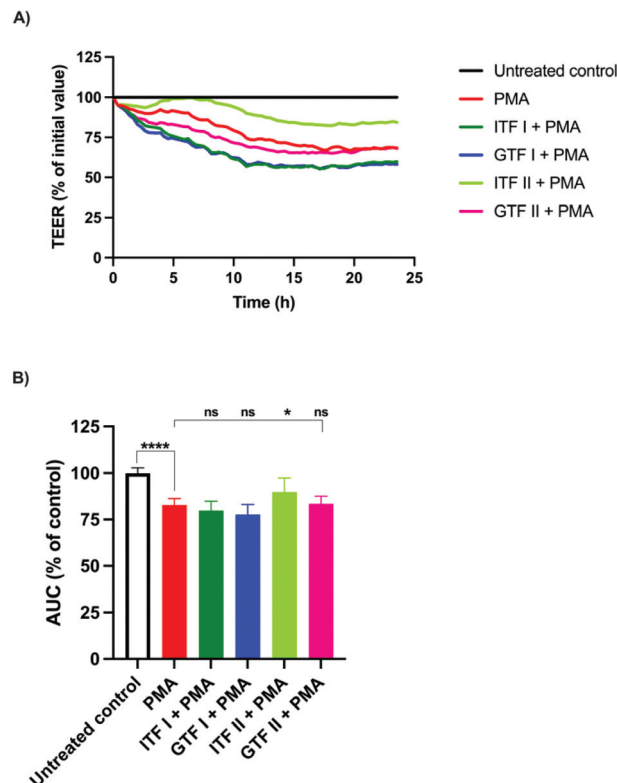 A)
TEER (% of initial value)
125
100
75
50
25
0
0 5 10 15 20 25
Time (h)
Untreated control
PMA
ITF I + PMA
GTF I + PMA
ITF II + PMA
GTF II + PMA
B)
AUC (% of control)
125
100
75
50
25
0
ns ns * ns
****
Untreated control
PMA
ITF I + PMA
GTF I + PMA
ITF II + PMA
GTF II + PMA